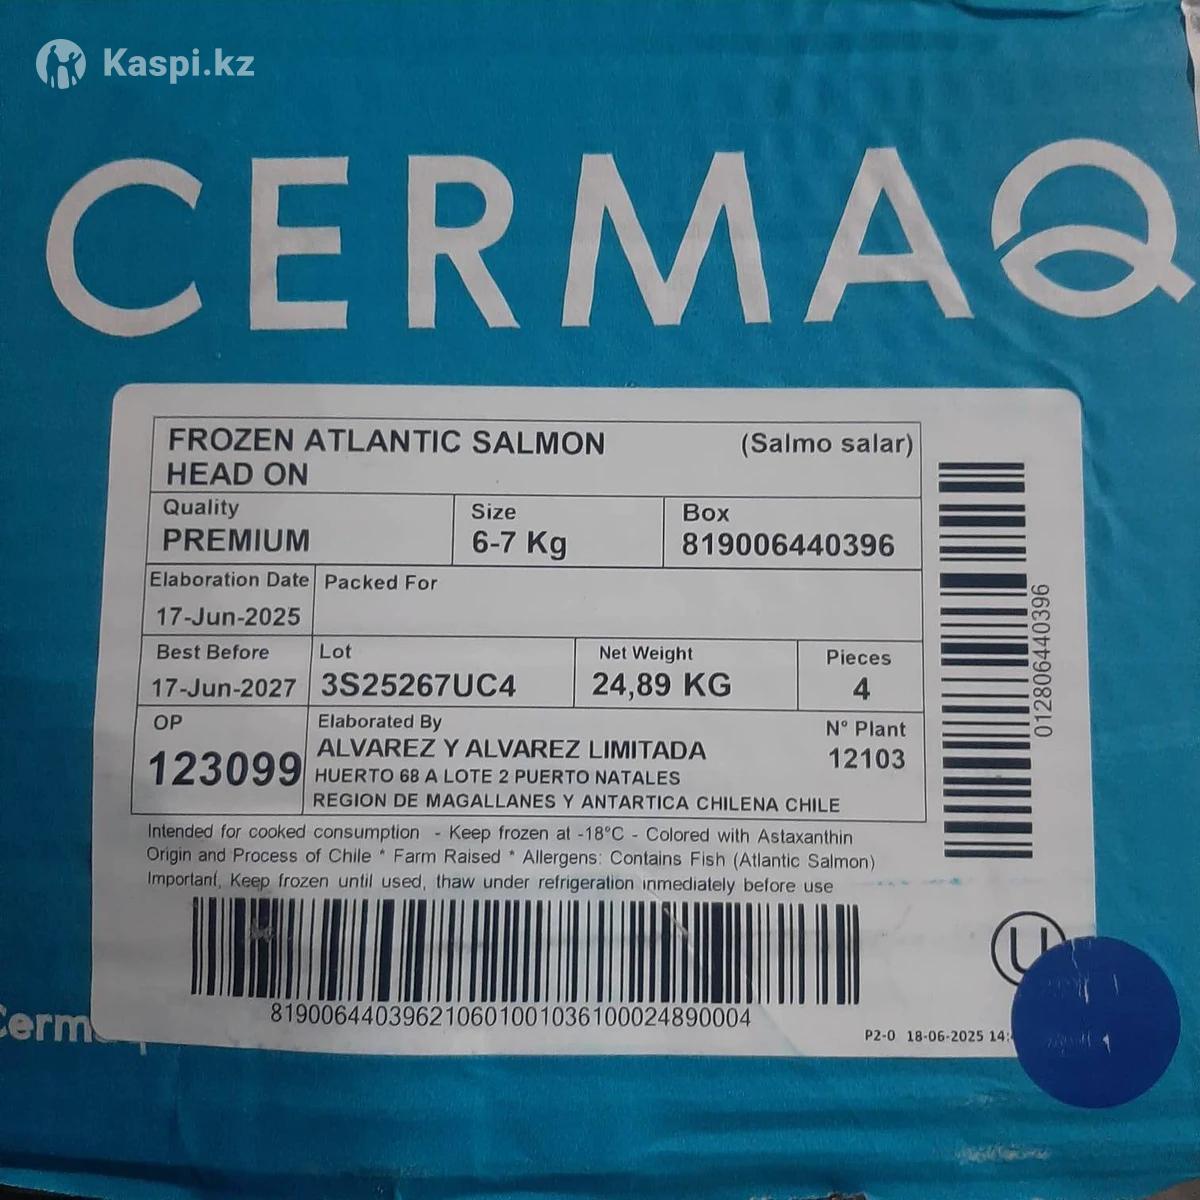 Kaspi.kz
CERMAQ
FROZEN ATLANTIC SALMON (Salmo salar)
HEAD ON
Quality Size Box
PREMIUM 6-7 Kg 819006440396
Elaboration Date Packed For
17-Jun-2025
Best Before Lot Net Weight Pieces
17-Jun-2027 3S25267UC4 24,89 KG 4
OP Elaborated By N° Plant
123099 ALVAREZ Y ALVAREZ LIMITADA 12103
HUERTO 68 A LOTE 2 PUERTO NATALES
REGION DE MAGALLANES Y ANTARTICA CHILENA CHILE
012806440396
Intended for cooked consumption - Keep frozen at -18°C - Colored with Astaxanthin
Origin and Process of Chile * Farm Raised * Allergens: Contains Fish (Atlantic Salmon)
Important, Keep frozen until used, thaw under refrigeration inmediately before use
U
819006440396210601001036100024890004
Cerm
P2-0 18-06-2025 14: